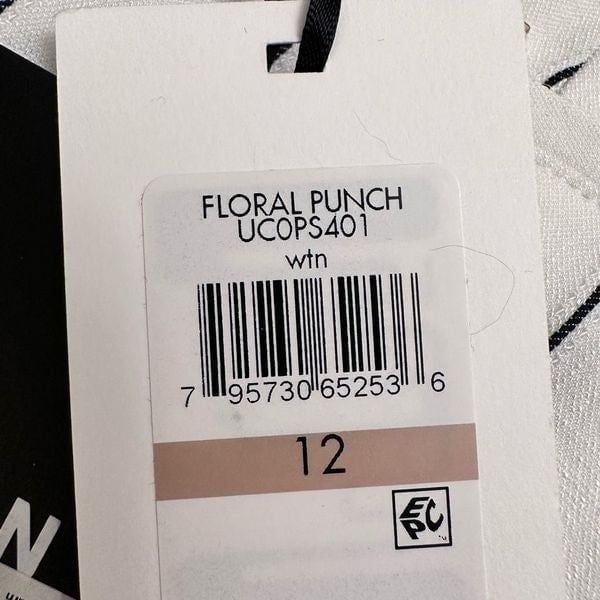 FLORAL PUNCH
UC0PS401
wtn
7 95730 65253 6
12
EPC
N